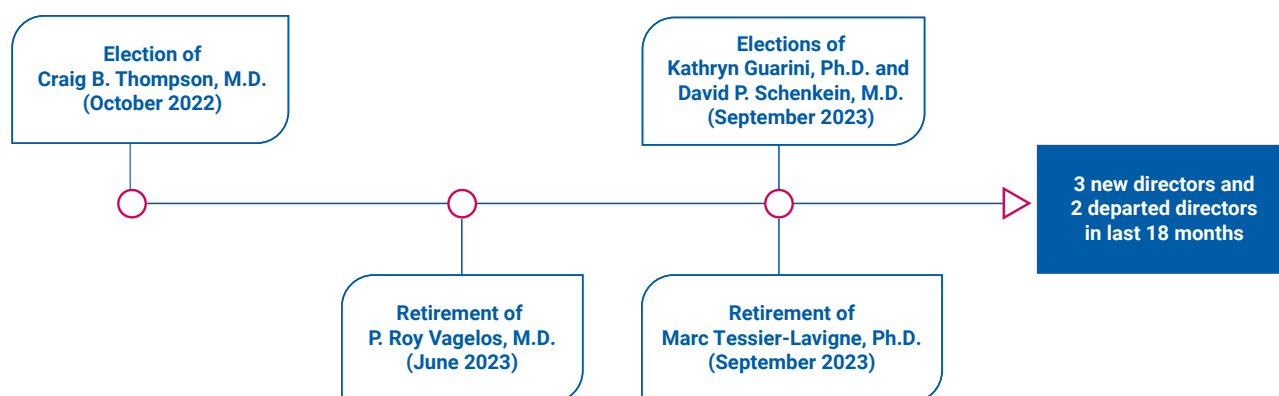 Election of
Craig B. Thompson, M.D.
(October 2022)
Elections of
Kathryn Guarini, Ph.D. and
David P. Schenkein, M.D.
(September 2023)
3 new directors and
2 departed directors
in last 18 months
Retirement of
P. Roy Vagelos, M.D.
(June 2023)
Retirement of
Marc Tessier-Lavigne, Ph.D.
(September 2023)